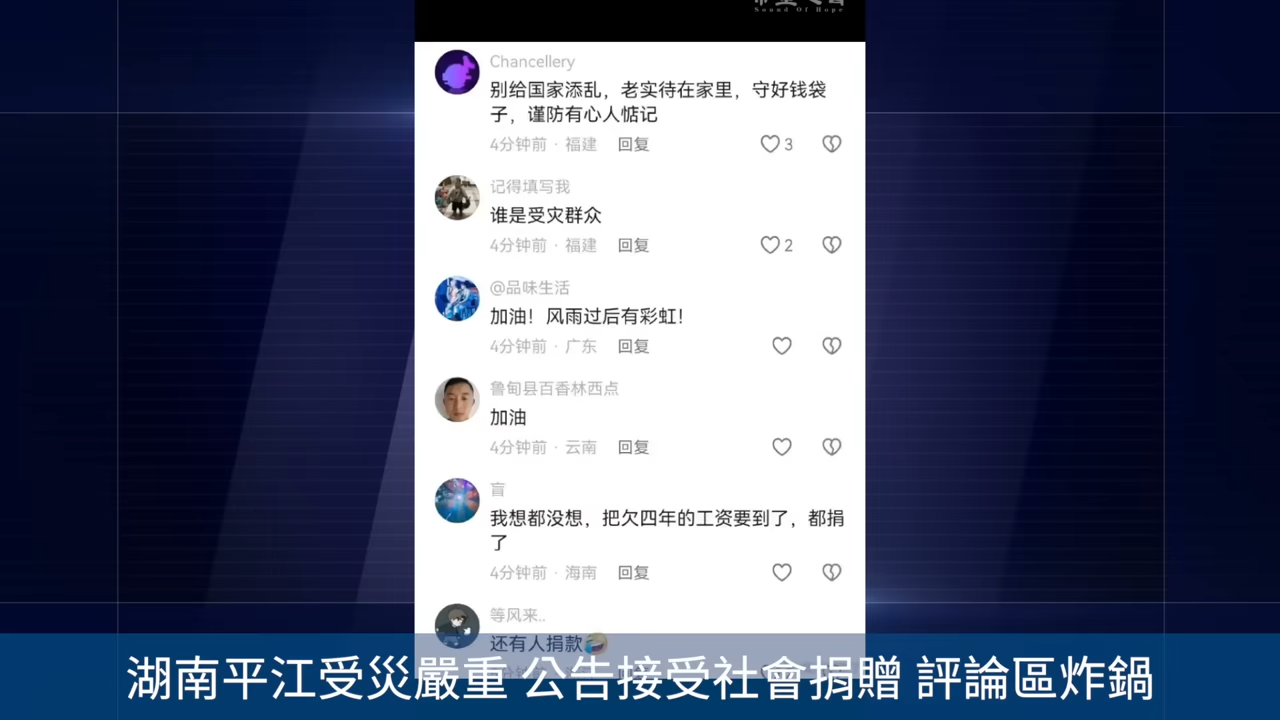 Sound Of Hope
Chancellery
别给国家添乱，老实待在家里，守好钱袋
子，谨防有心人惦记
4分钟前 · 福建 回复 3
记得填写我
谁是受灾群众
4分钟前 · 福建 回复 2
@品味生活
加油！风雨过后有彩虹！
4分钟前 · 广东 回复
鲁甸县百香林西点
加油
4分钟前 · 云南 回复
盲
我想都没想，把欠四年的工资要到了，都捐
了
4分钟前 · 海南 回复
等风来..
还有人捐款
湖南平江受災嚴重 公告接受社會捐贈 評論區炸鍋